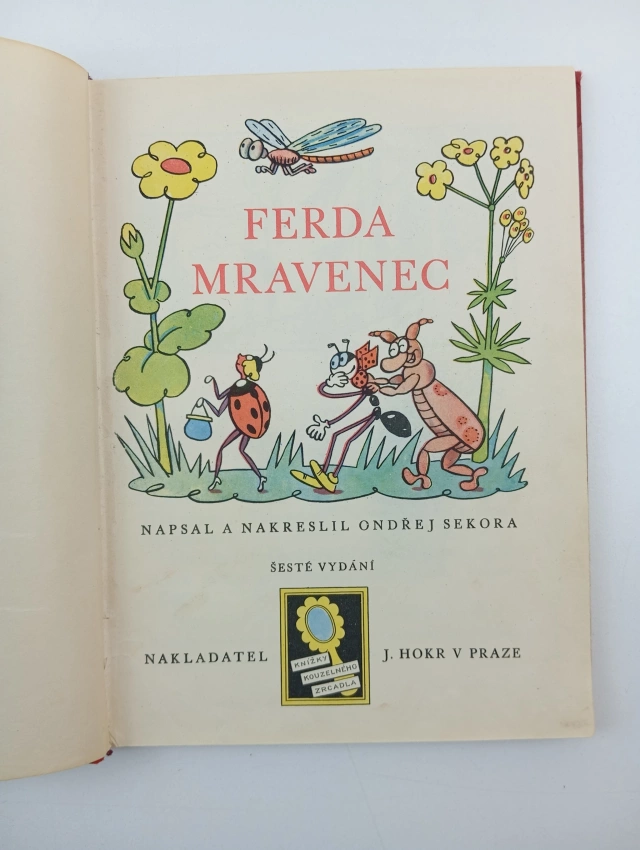 FERDA
MRAVENEC
NAPSAL A NAKRESLIL ONDŘEJ SEKORA
ŠESTÉ VYDÁNÍ
NAKLADATEL
KNÍŽKY
KOUZELNÉHO
ZRCADLA
J. HOKR V PRAZE